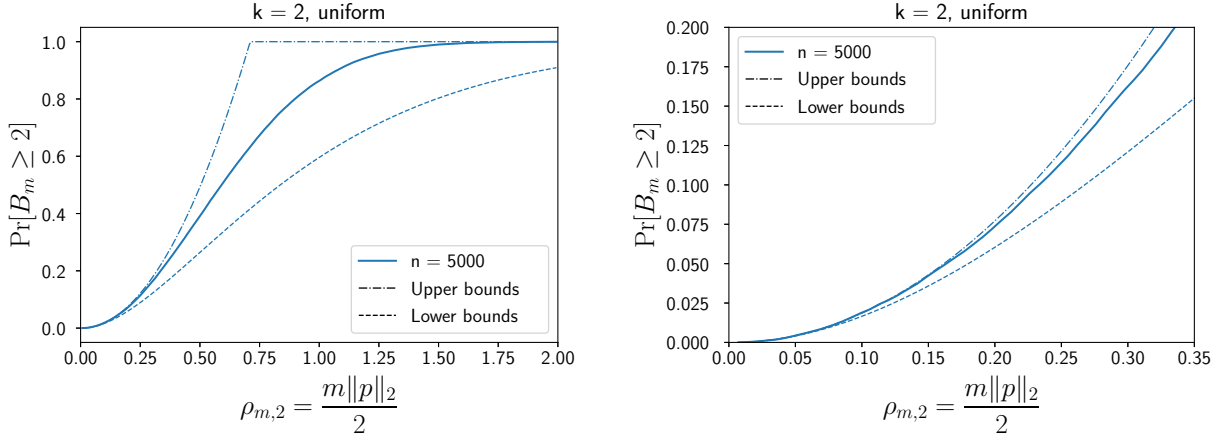 k = 2, uniform
Pr[B_m ≥ 2]
1.0
0.8
0.6
0.4
0.2
0.0
n = 5000
Upper bounds
Lower bounds
0.00 0.25 0.50 0.75 1.00 1.25 1.50 1.75 2.00
ρ_{m,2} = m‖p‖_2 / 2
k = 2, uniform
Pr[B_m ≥ 2]
0.200
0.175
0.150
0.125
0.100
0.075
0.050
0.025
0.000
n = 5000
Upper bounds
Lower bounds
0.00 0.05 0.10 0.15 0.20 0.25 0.30 0.35
ρ_{m,2} = m‖p‖_2 / 2